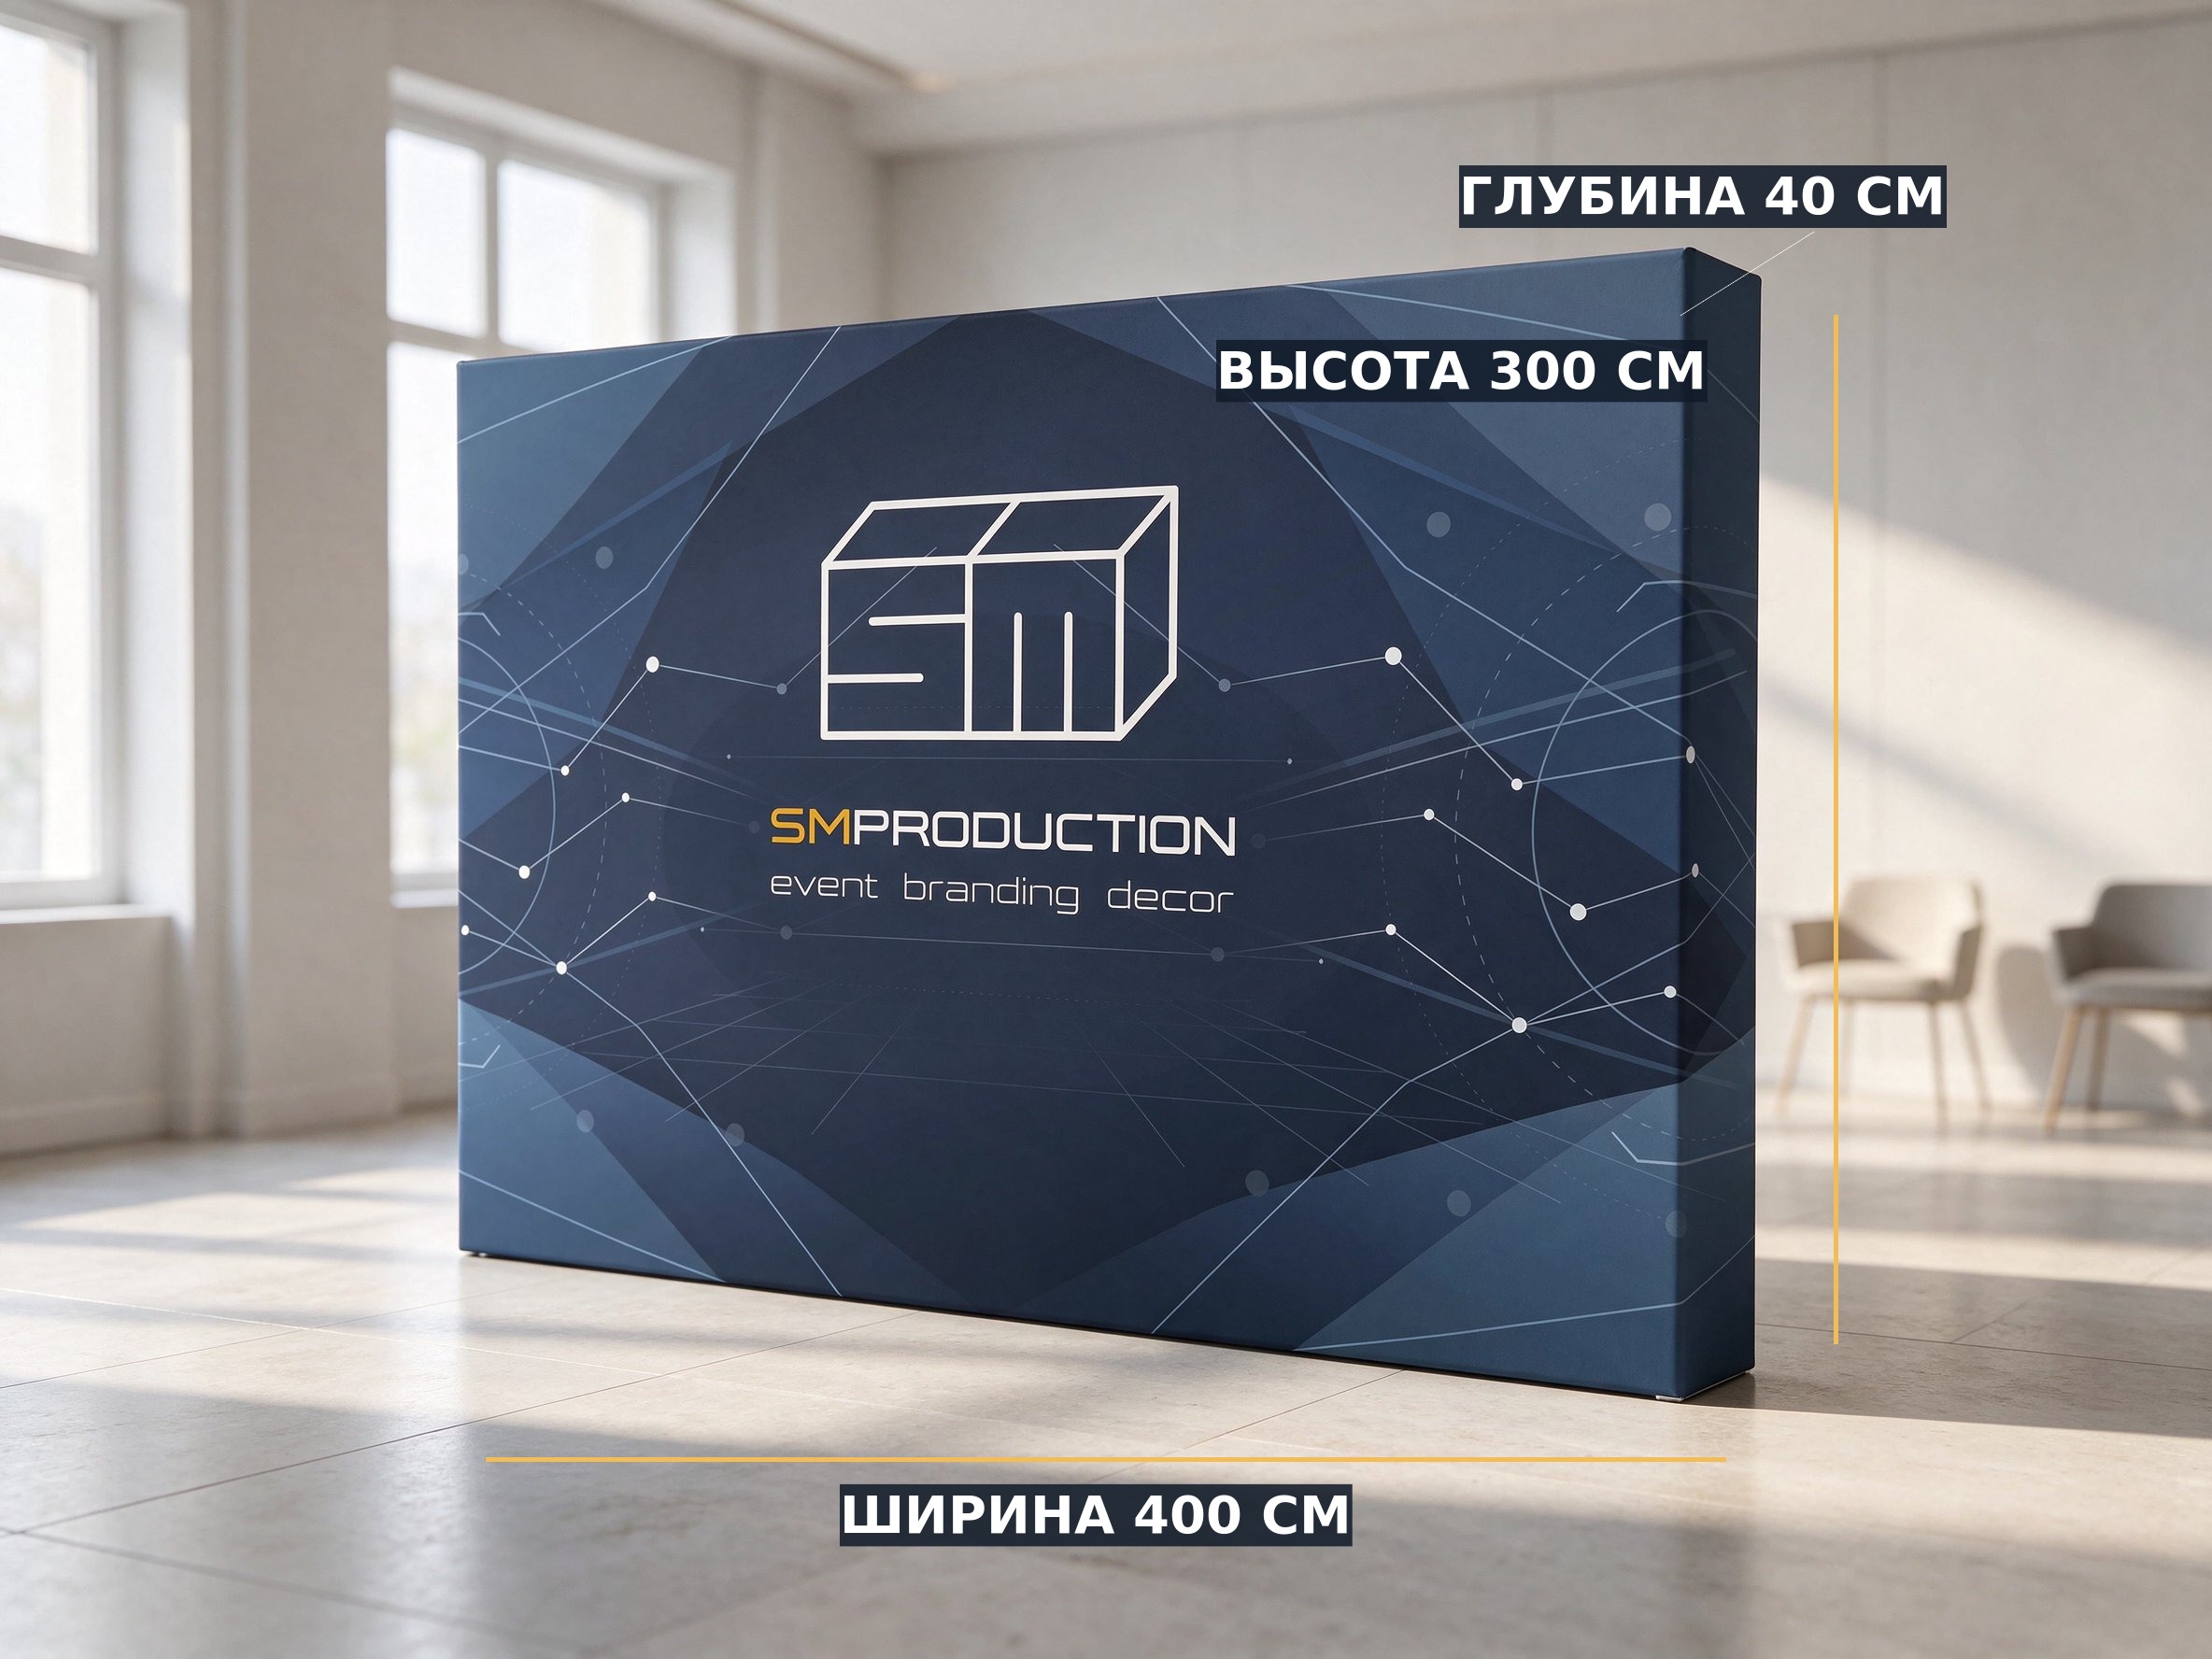 ГЛУБИНА 40 СМ
ВЫСОТА 300 СМ
SM
SMPRODUCTION
event branding decor
ШИРИНА 400 СМ